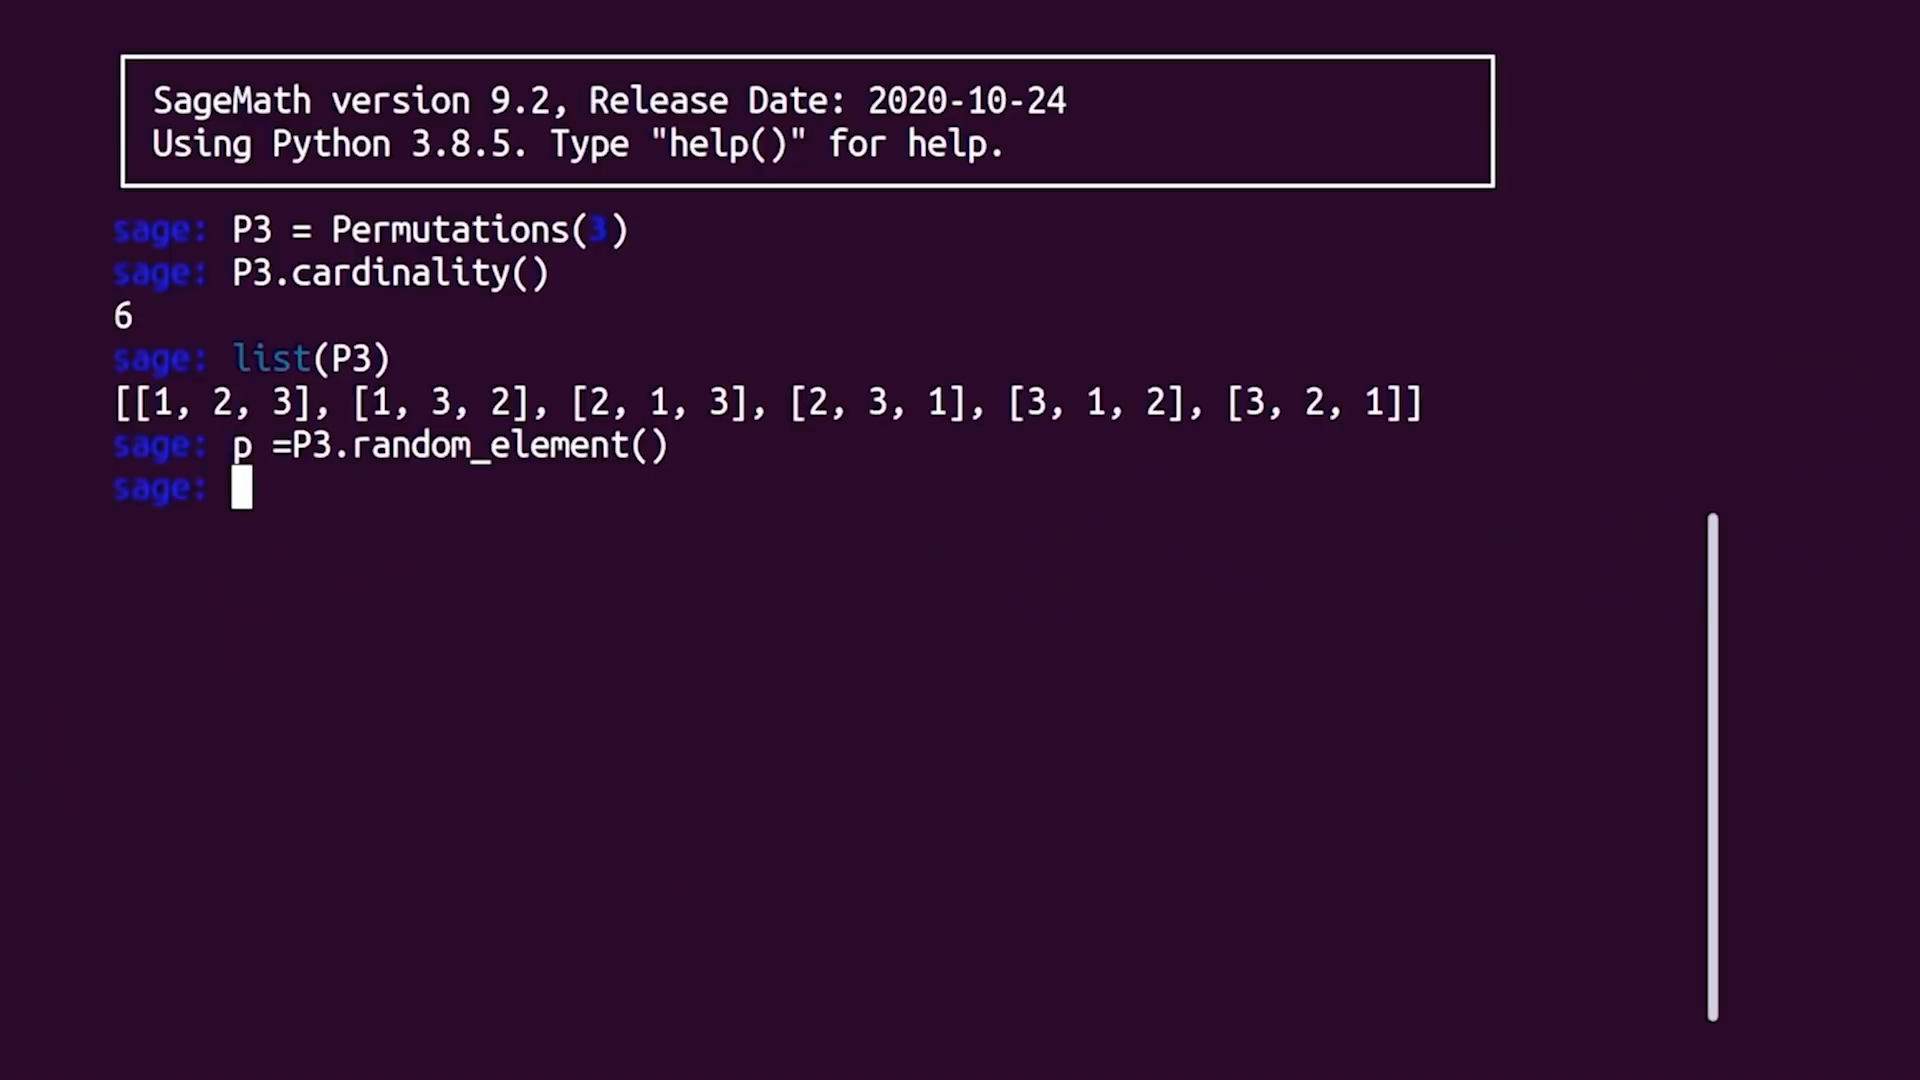 SageMath version 9.2, Release Date: 2020-10-24
Using Python 3.8.5. Type "help()" for help.
sage: P3 = Permutations(3)
sage: P3.cardinality()
6
sage: list(P3)
[[1, 2, 3], [1, 3, 2], [2, 1, 3], [2, 3, 1], [3, 1, 2], [3, 2, 1]]
sage: p =P3.random_element()
sage: